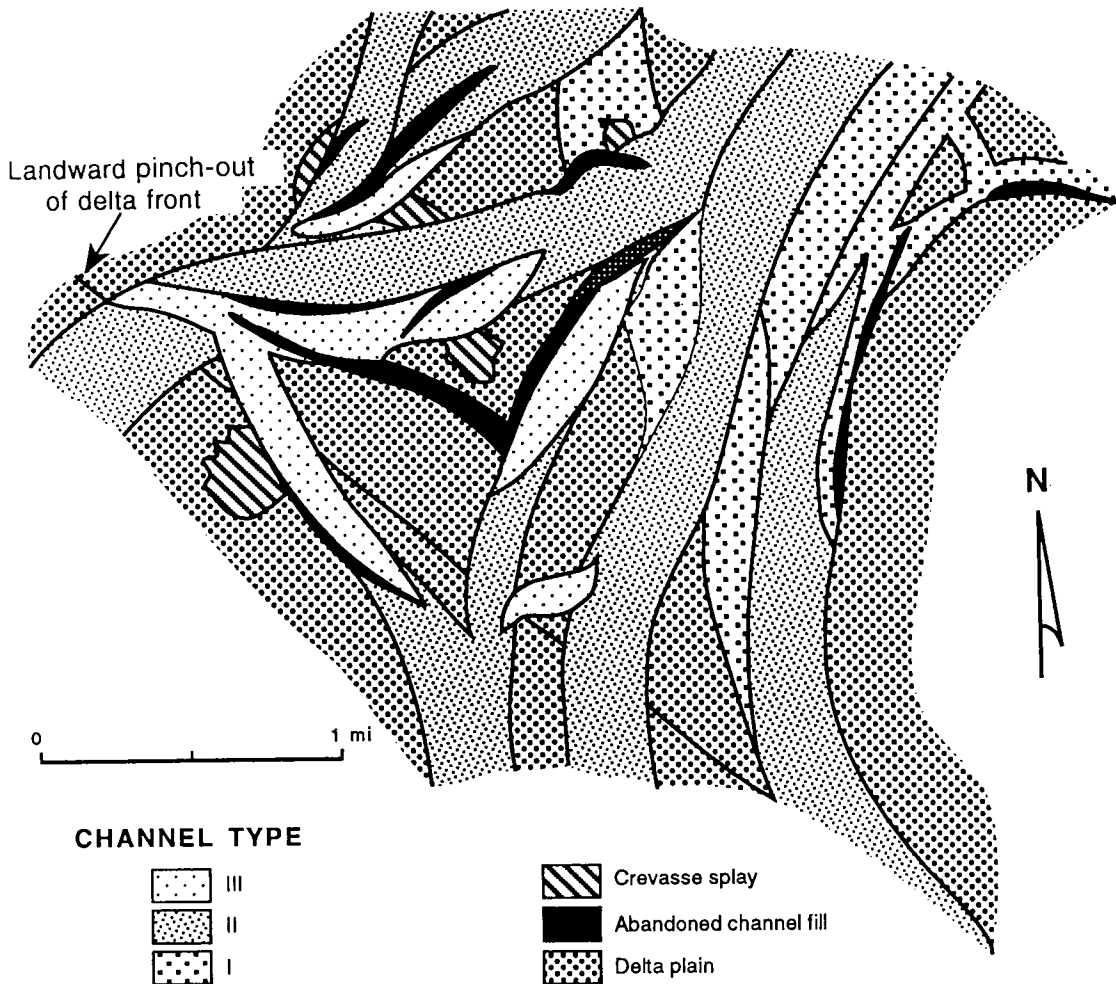 Landward pinch-out
of delta front
N
0 1 mi
CHANNEL TYPE
III
II
I
Crevasse splay
Abandoned channel fill
Delta plain